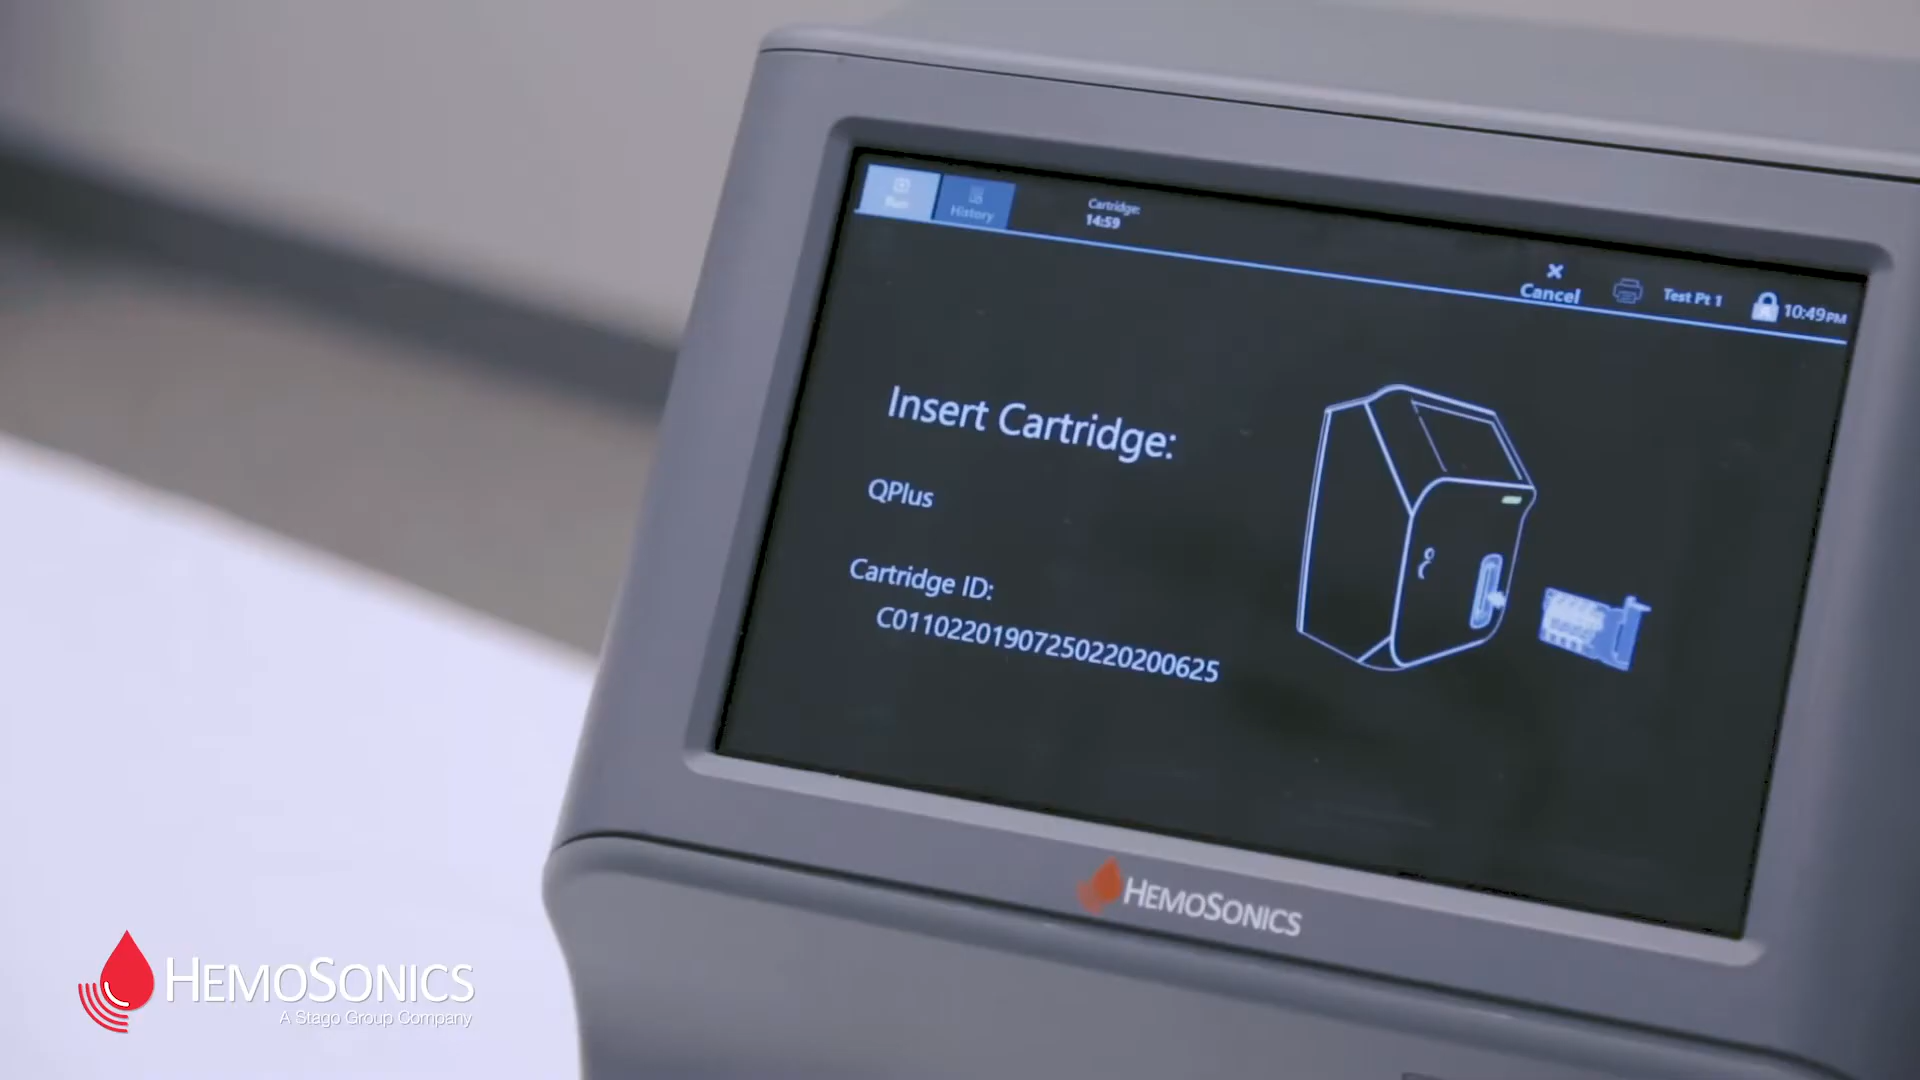 Run
History
Cartridge:
14:59
Cancel
Test Pt 1
10:49PM
Insert Cartridge:
QPlus
Cartridge ID:
C01102201907250220200625
HEMOSONICS
HEMOSONICS
A Stago Group Company